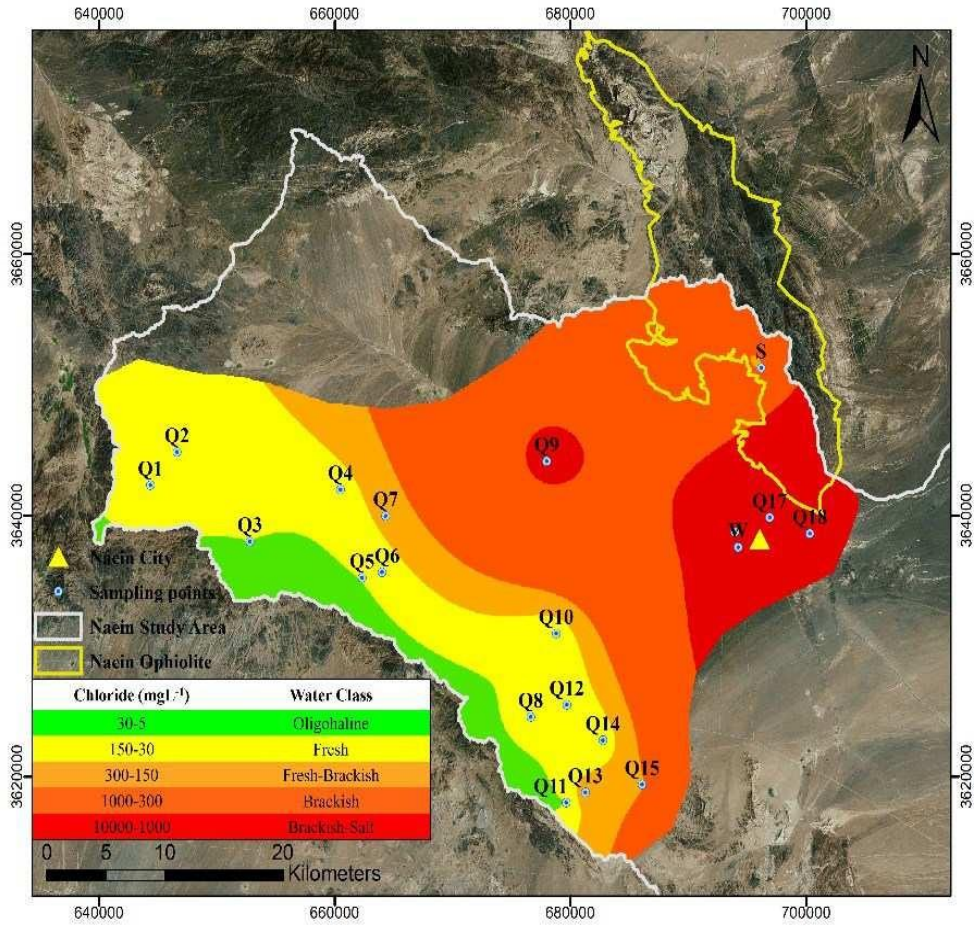 640000 660000 680000 700000
N
3660000 3660000
S
Q2
Q9
Q1
Q4
Q7
Q17
3640000 3640000
Q3
W
Q18
Q5
Q6
Naein City
Sampling points
Q10
Naein Study Area
Naein Ophiolite
Q8
Q12
Chloride (mgL⁻¹) Water Class
30-5 Oligohaline
Q14
150-30 Fresh
3620000 3620000
Q11
Q13
Q15
300-150 Fresh-Brackish
1000-300 Brackish
10000-1000 Brackish-Salt
0 5 10 20
Kilometers
640000 660000 680000 700000